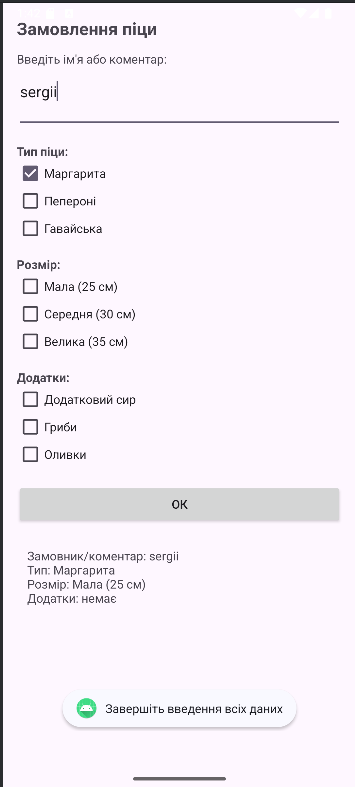 Замовлення піци
Введіть ім'я або коментар:
sergii
Тип піци:
Маргарита
Пепероні
Гавайська
Розмір:
Мала (25 см)
Середня (30 см)
Велика (35 см)
Додатки:
Додатковий сир
Гриби
Оливки
ОК
Замовник/коментар: sergii
Тип: Маргарита
Розмір: Мала (25 см)
Додатки: немає
Завершіть введення всіх даних